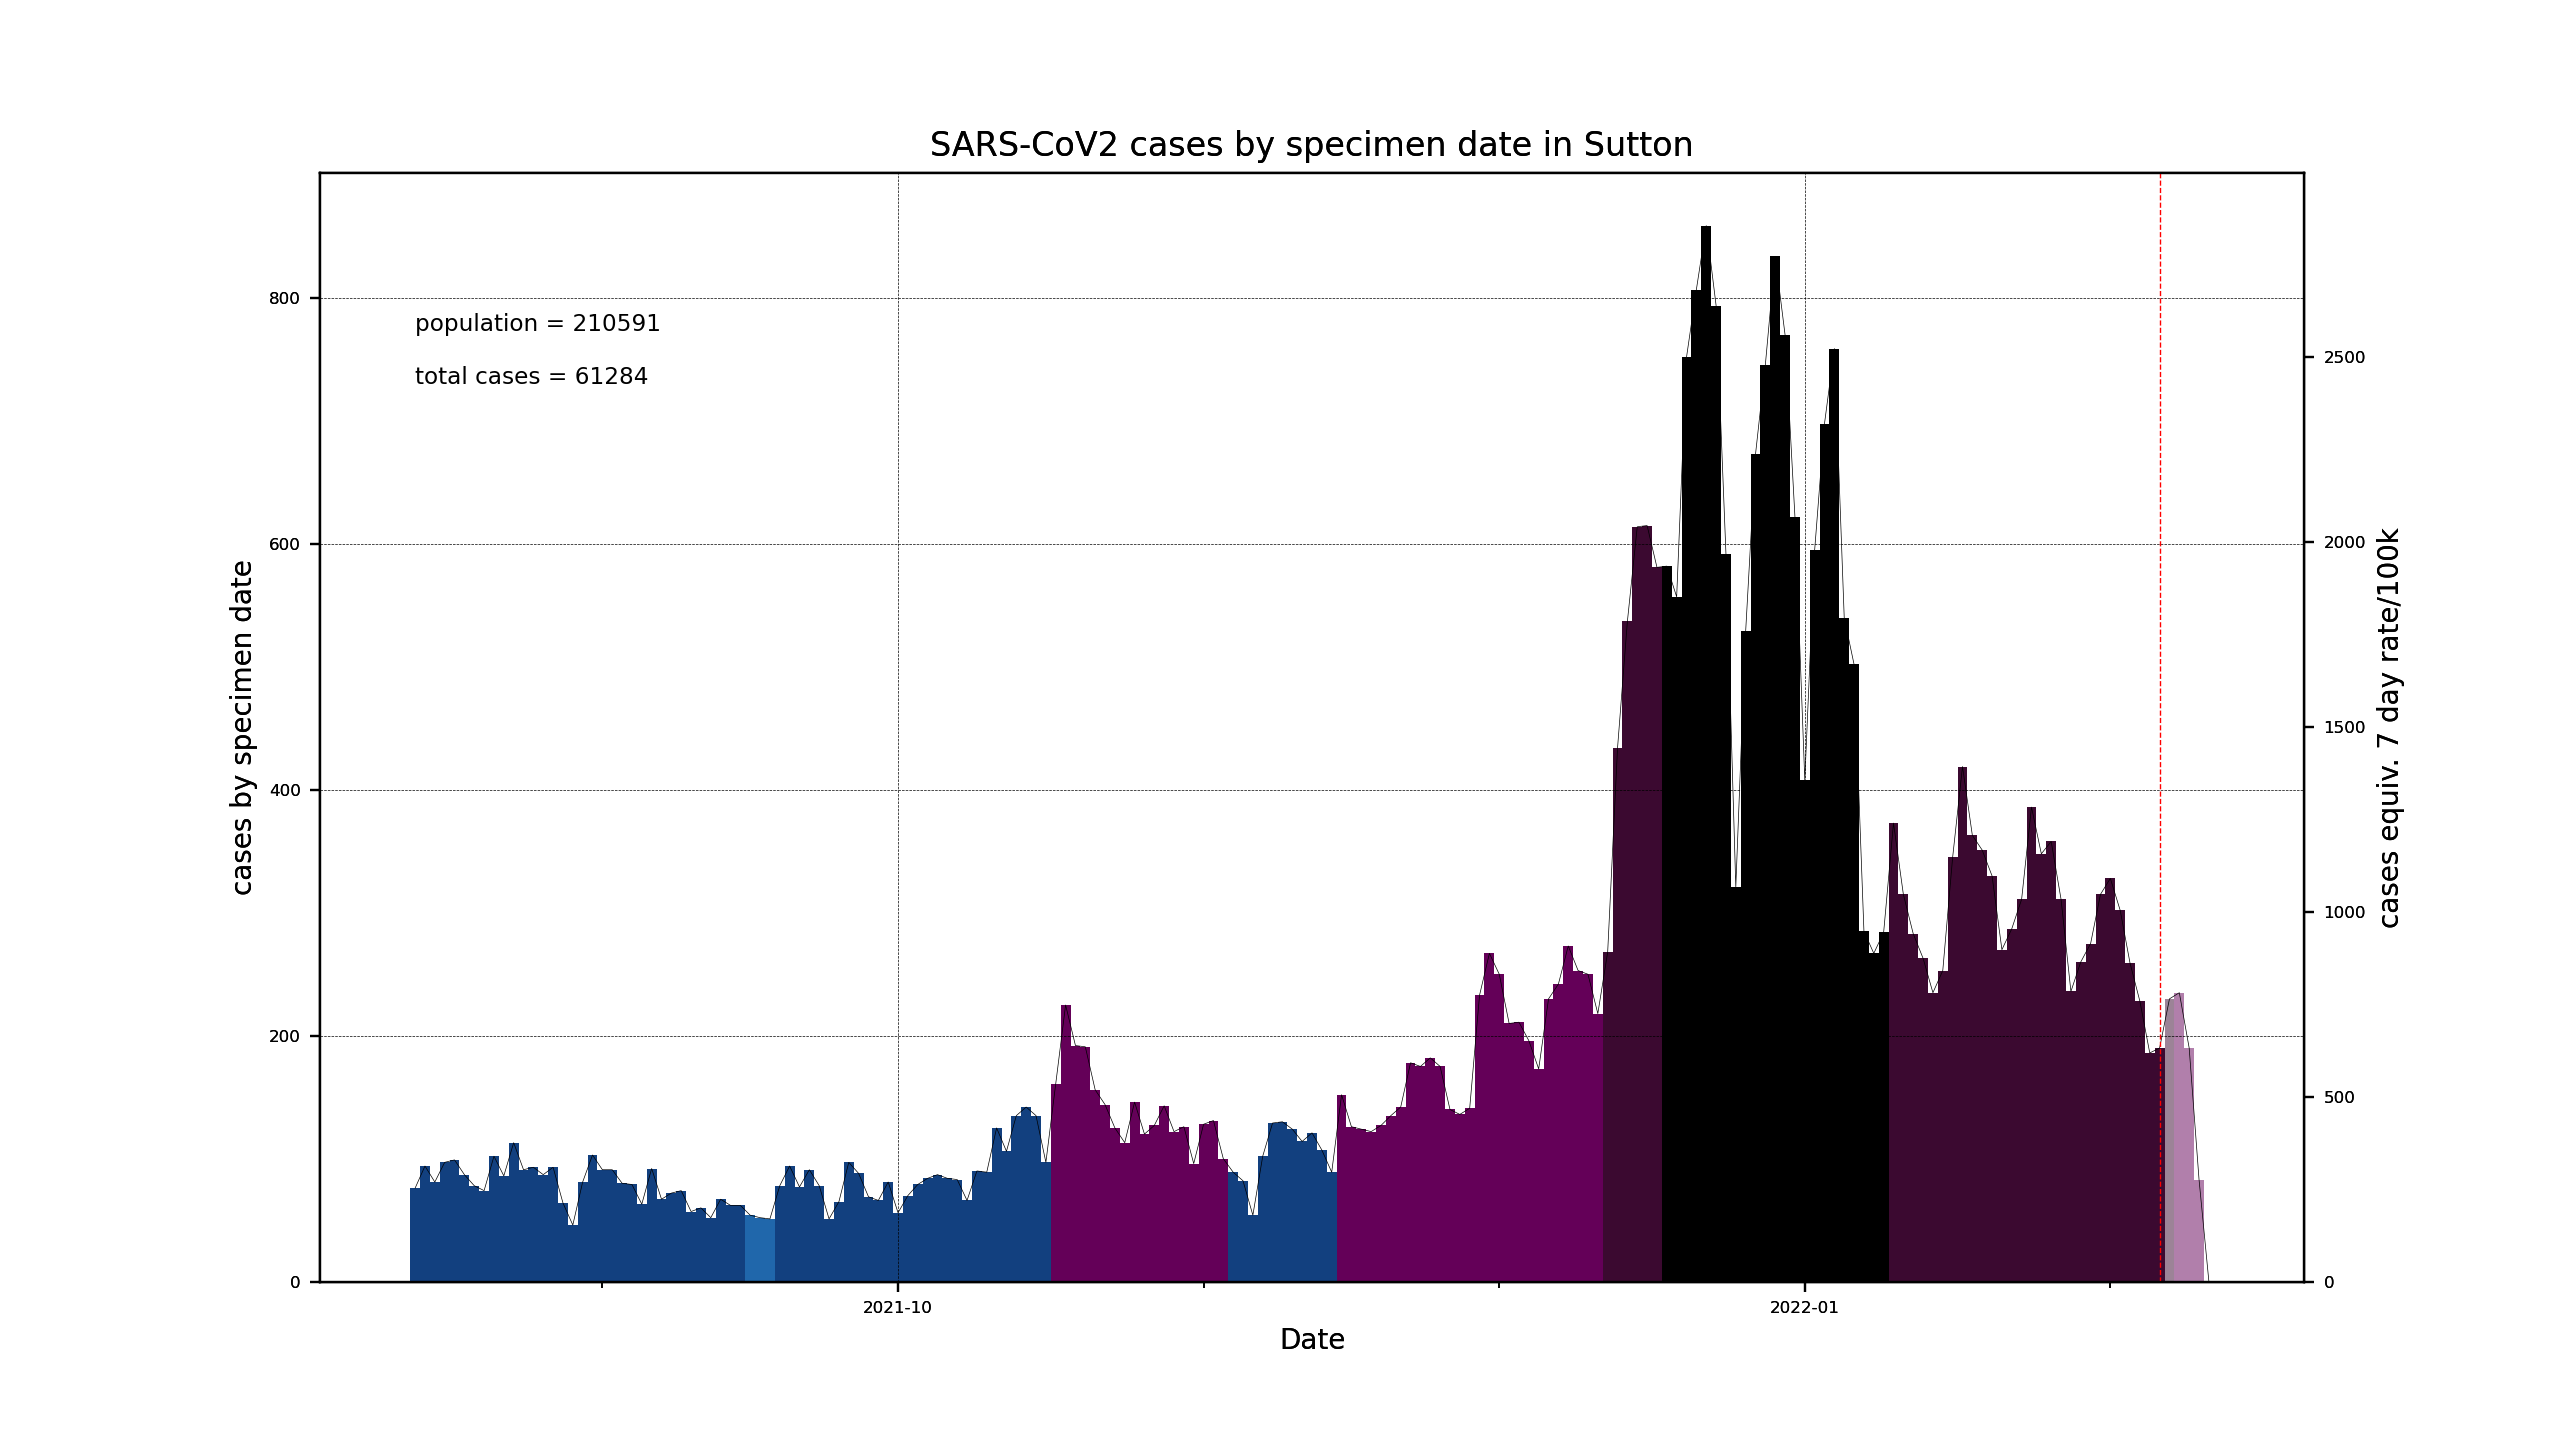 SARS-CoV2 cases by specimen date in Sutton
population = 210591
total cases = 61284
cases by specimen date
800
600
400
200
0
2500
2000
1500
1000
500
0
cases equiv. 7 day rate/100k
2021-10
2022-01
Date